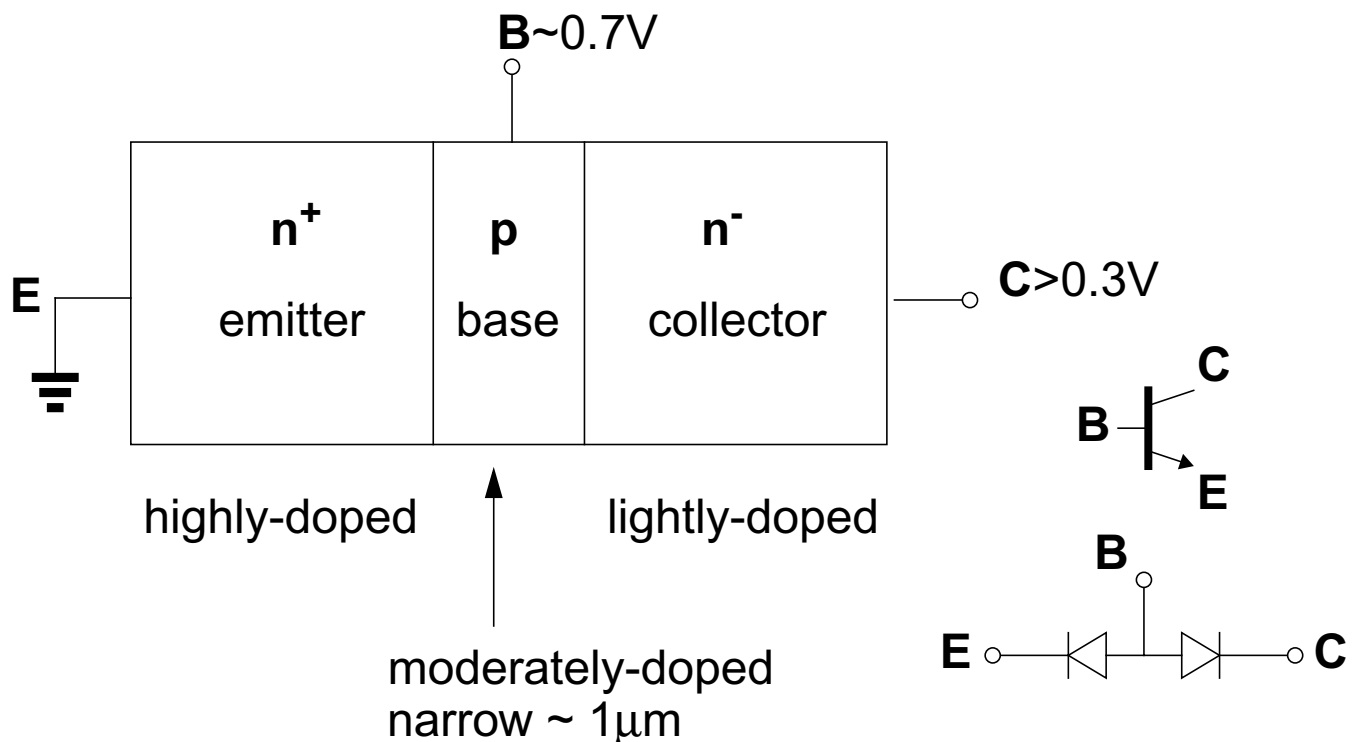 B~0.7V
n+ p n-
E emitter base collector C>0.3V
C
B
E
highly-doped lightly-doped
B
E C
moderately-doped
narrow ~ 1μm